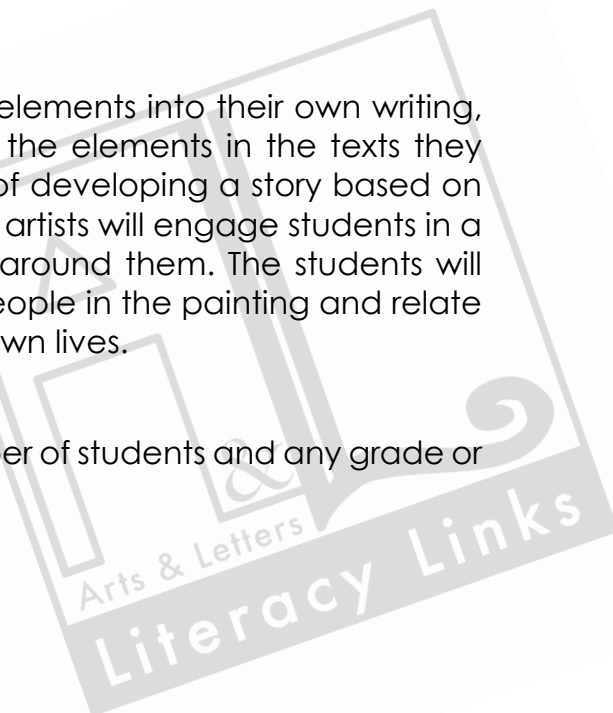 elements into their own writing,
the elements in the texts they
of developing a story based on
artists will engage students in a
around them. The students will
eople in the painting and relate
wn lives.
er of students and any grade or
&
Arts & Letters
Literacy Links